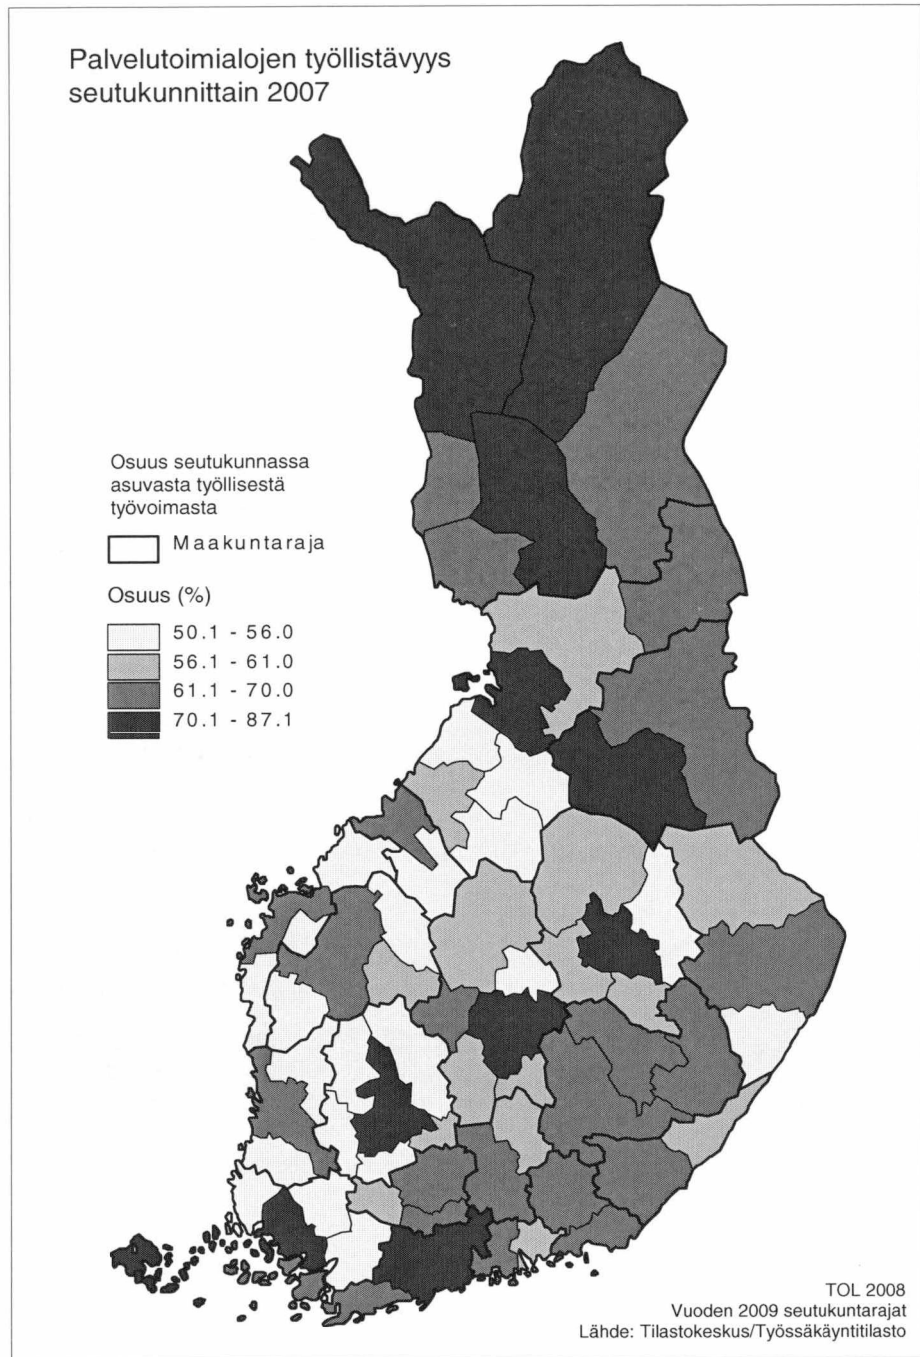 Palvelutoimialojen työllistävyys
seutukunnittain 2007
Osuus seutukunnassa
asuvasta työllisestä
työvoimasta
Maakuntaraja
Osuus (%)
50.1 - 56.0
56.1 - 61.0
61.1 - 70.0
70.1 - 87.1
TOL 2008
Vuoden 2009 seutukuntarajat
Lähde: Tilastokeskus/Työssäkäyntitilasto